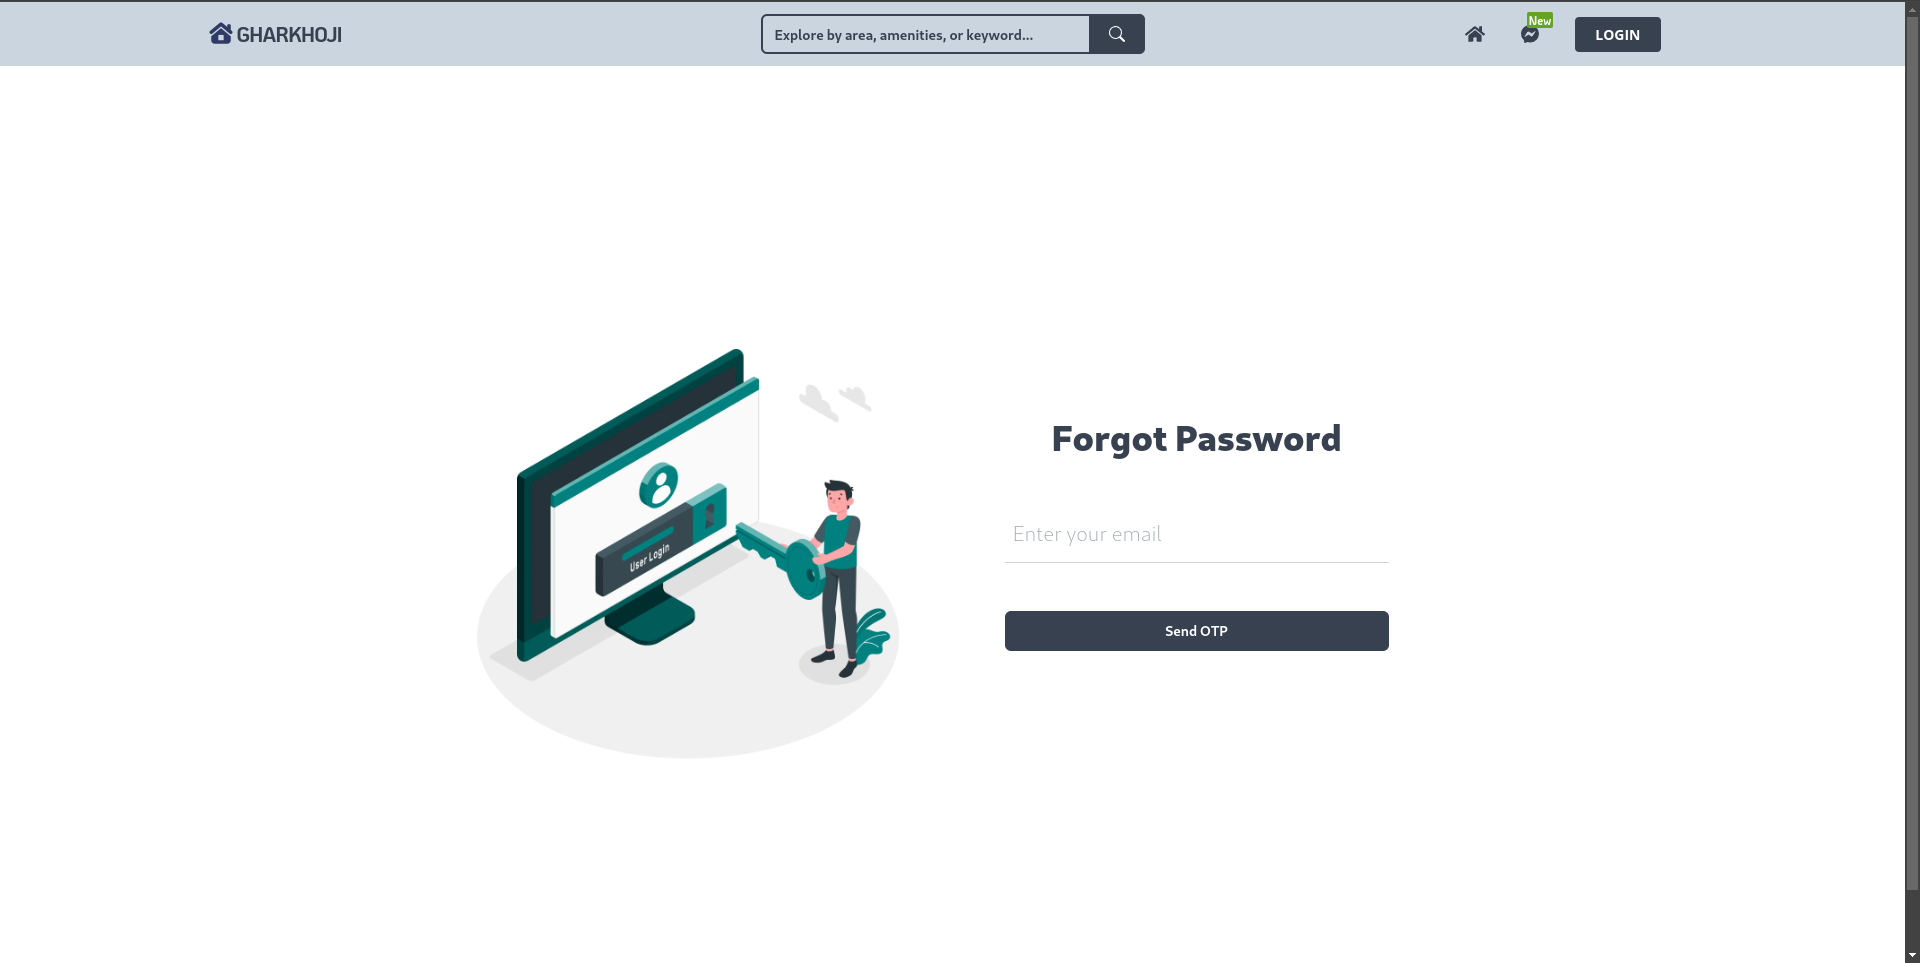 GHARKHOJI
Explore by area, amenities, or keyword...
New
LOGIN
User Login
Forgot Password
Enter your email
Send OTP